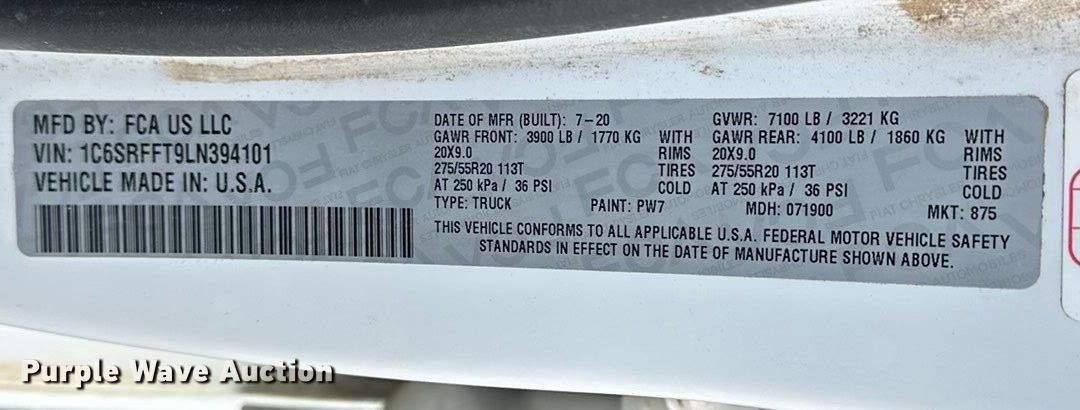 MFD BY: FCA US LLC
VIN: 1C6SRFFT9LN394101
VEHICLE MADE IN: U.S.A.
DATE OF MFR (BUILT): 7-20
GAWR FRONT: 3900 LB / 1770 KG WITH
20X9.0 RIMS
275/55R20 113T TIRES
AT 250 kPa / 36 PSI COLD
TYPE: TRUCK PAINT: PW7
GVWR: 7100 LB / 3221 KG
GAWR REAR: 4100 LB / 1860 KG WITH
20X9.0 RIMS
275/55R20 113T TIRES
AT 250 kPa / 36 PSI COLD
MDH: 071900 MKT: 875
THIS VEHICLE CONFORMS TO ALL APPLICABLE U.S.A. FEDERAL MOTOR VEHICLE SAFETY
STANDARDS IN EFFECT ON THE DATE OF MANUFACTURE SHOWN ABOVE.
Purple Wave Auction